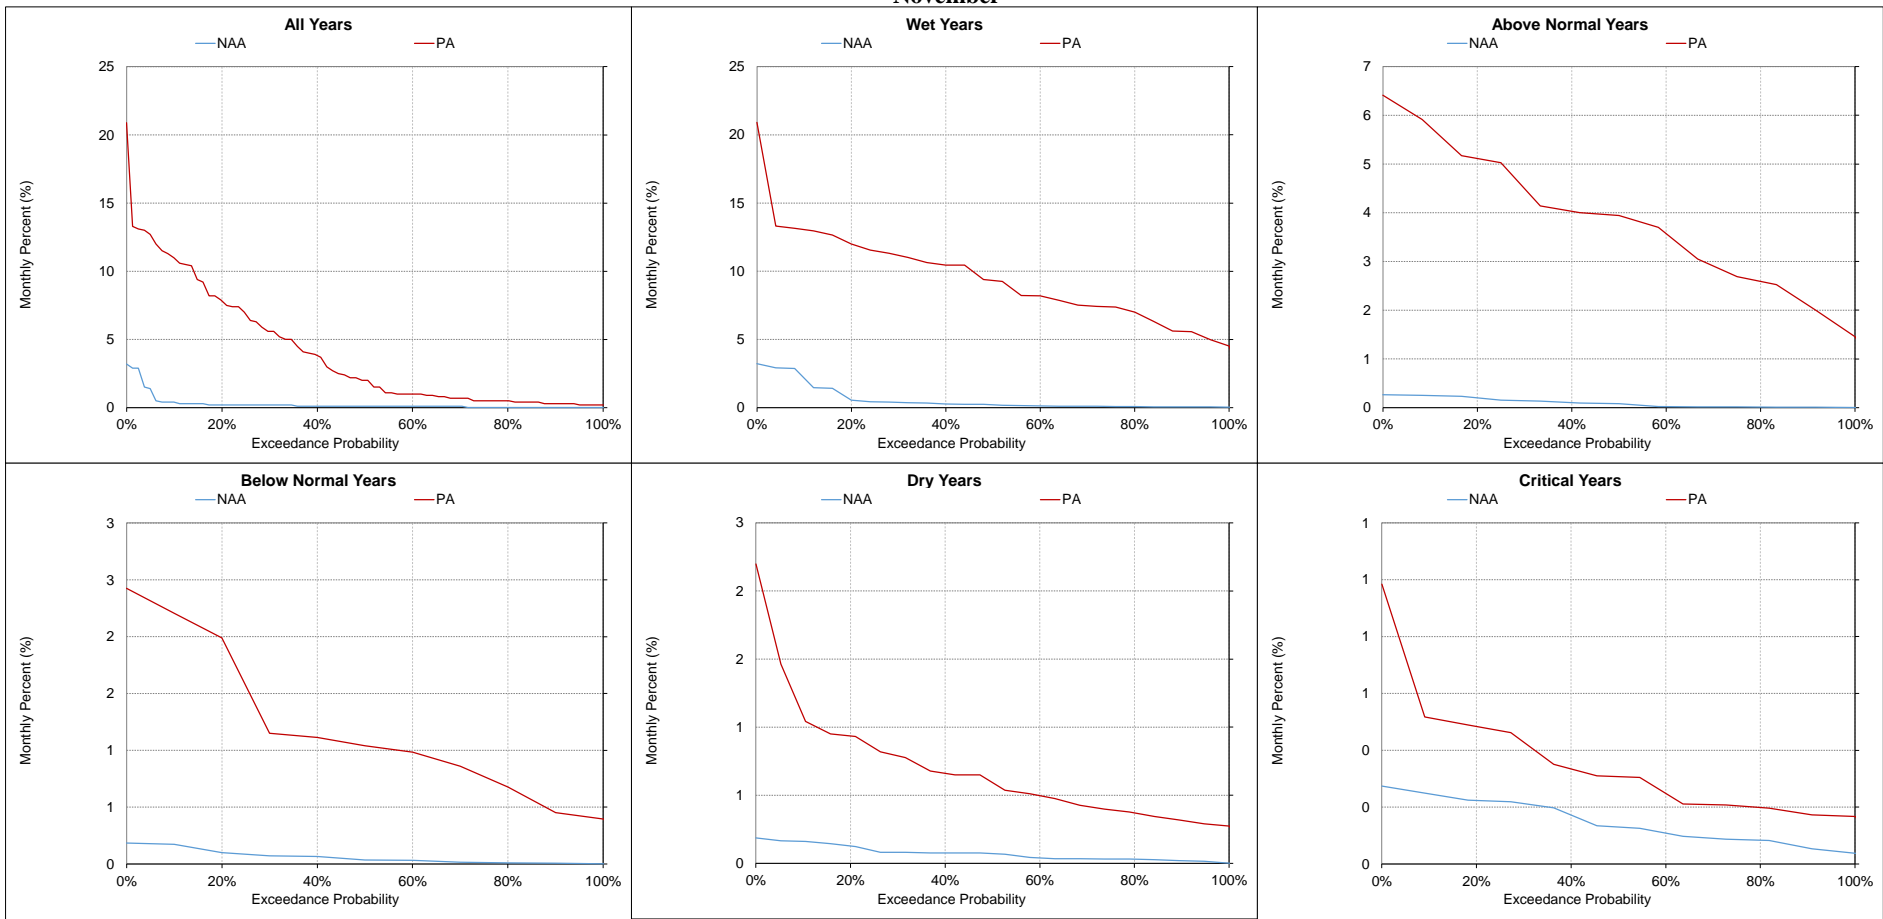 November
All Years
NAA PA
25
20
15
10
5
0
0% 20% 40% 60% 80% 100%
Monthly Percent (%)
Exceedance Probability
Wet Years
NAA PA
25
20
15
10
5
0
0% 20% 40% 60% 80% 100%
Monthly Percent (%)
Exceedance Probability
Above Normal Years
NAA PA
7
6
5
4
3
2
1
0
0% 20% 40% 60% 80% 100%
Monthly Percent (%)
Exceedance Probability
Below Normal Years
NAA PA
3
3
2
2
1
1
0
0% 20% 40% 60% 80% 100%
Monthly Percent (%)
Exceedance Probability
Dry Years
NAA PA
3
2
2
1
1
0
0% 20% 40% 60% 80% 100%
Monthly Percent (%)
Exceedance Probability
Critical Years
NAA PA
1
1
1
1
0
0
0
0% 20% 40% 60% 80% 100%
Monthly Percent (%)
Exceedance Probability